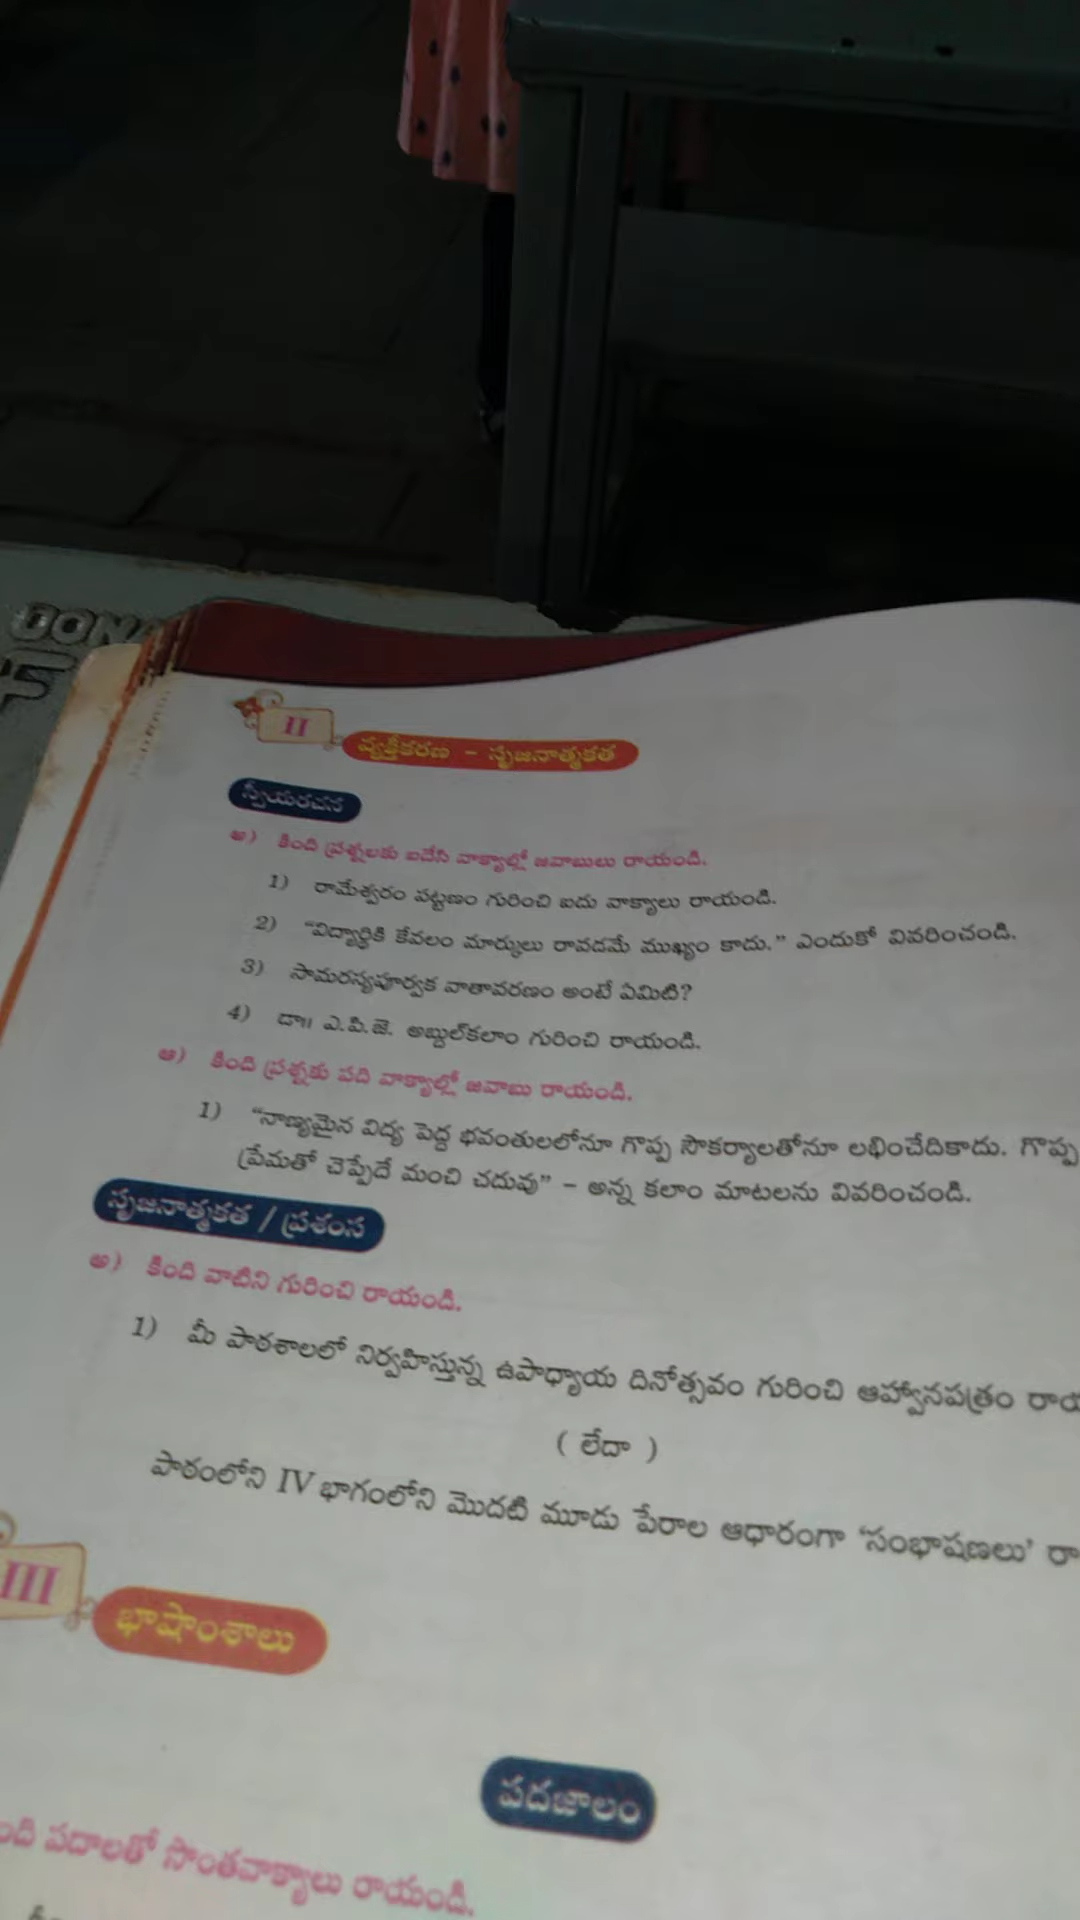 II
వ్యక్తీకరణ - సృజనాత్మకత
స్వీయరచన
అ) కింది ప్రశ్నలకు ఐదేసి వాక్యాల్లో జవాబులు రాయండి.
1) రామేశ్వరం పట్టణం గురించి ఐదు వాక్యాలు రాయండి.
2) “విద్యార్థికి కేవలం మార్కులు రావడమే ముఖ్యం కాదు.” ఎందుకో వివరించండి.
3) సామరస్యపూర్వక వాతావరణం అంటే ఏమిటి?
4) డా॥ ఎ.పి.జె. అబ్దుల్‌కలాం గురించి రాయండి.
ఆ) కింది ప్రశ్నకు పది వాక్యాల్లో జవాబు రాయండి.
1) “నాణ్యమైన విద్య పెద్ద భవంతులలోనూ గొప్ప సౌకర్యాలతోనూ లభించేదికాదు. గొప్ప
ప్రేమతో చెప్పేదే మంచి చదువు” – అన్న కలాం మాటలను వివరించండి.
సృజనాత్మకత / ప్రశంస
అ) కింది వాటిని గురించి రాయండి.
1) మీ పాఠశాలలో నిర్వహిస్తున్న ఉపాధ్యాయ దినోత్సవం గురించి ఆహ్వానపత్రం
( లేదా )
పాఠంలోని IV భాగంలోని మొదటి మూడు పేరాల ఆధారంగా ‘సంభాషణలు’
III
భాషాంశాలు
పదజాలం
పదాలతో సొంతవాక్యాలు రాయండి.